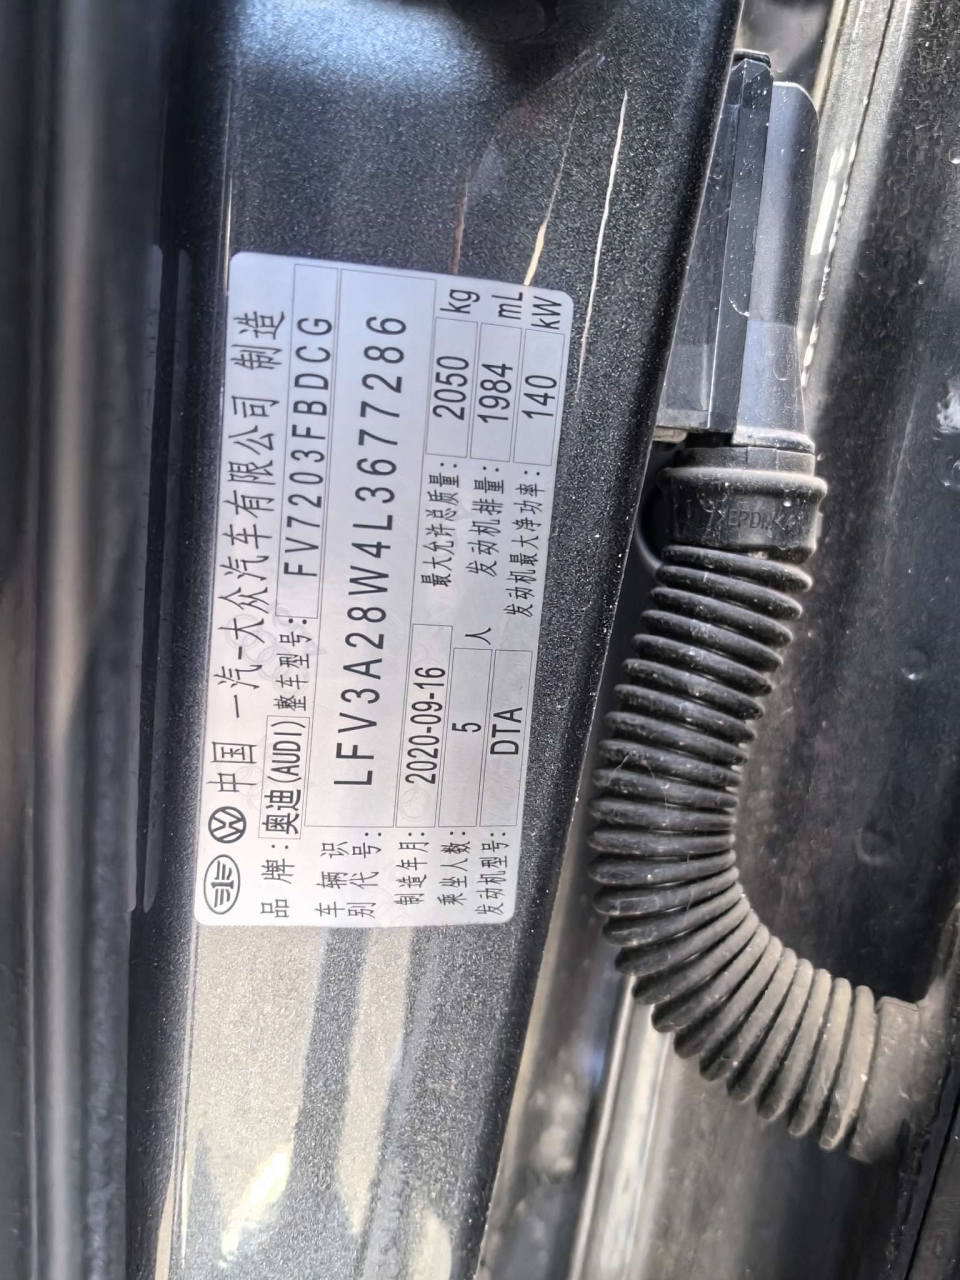 中国 一汽-大众汽车有限公司 制造
品 牌: 奥迪(AUDI) 整车型号: FV7203FBDCG
车辆识别代号: LFV3A28W4L3677286
制造年月: 2020-09-16 最大允许总质量: 2050 kg
乘坐人数: 5 人 发动机排量: 1984 mL
发动机型号: DTA 发动机最大净功率: 140 kW